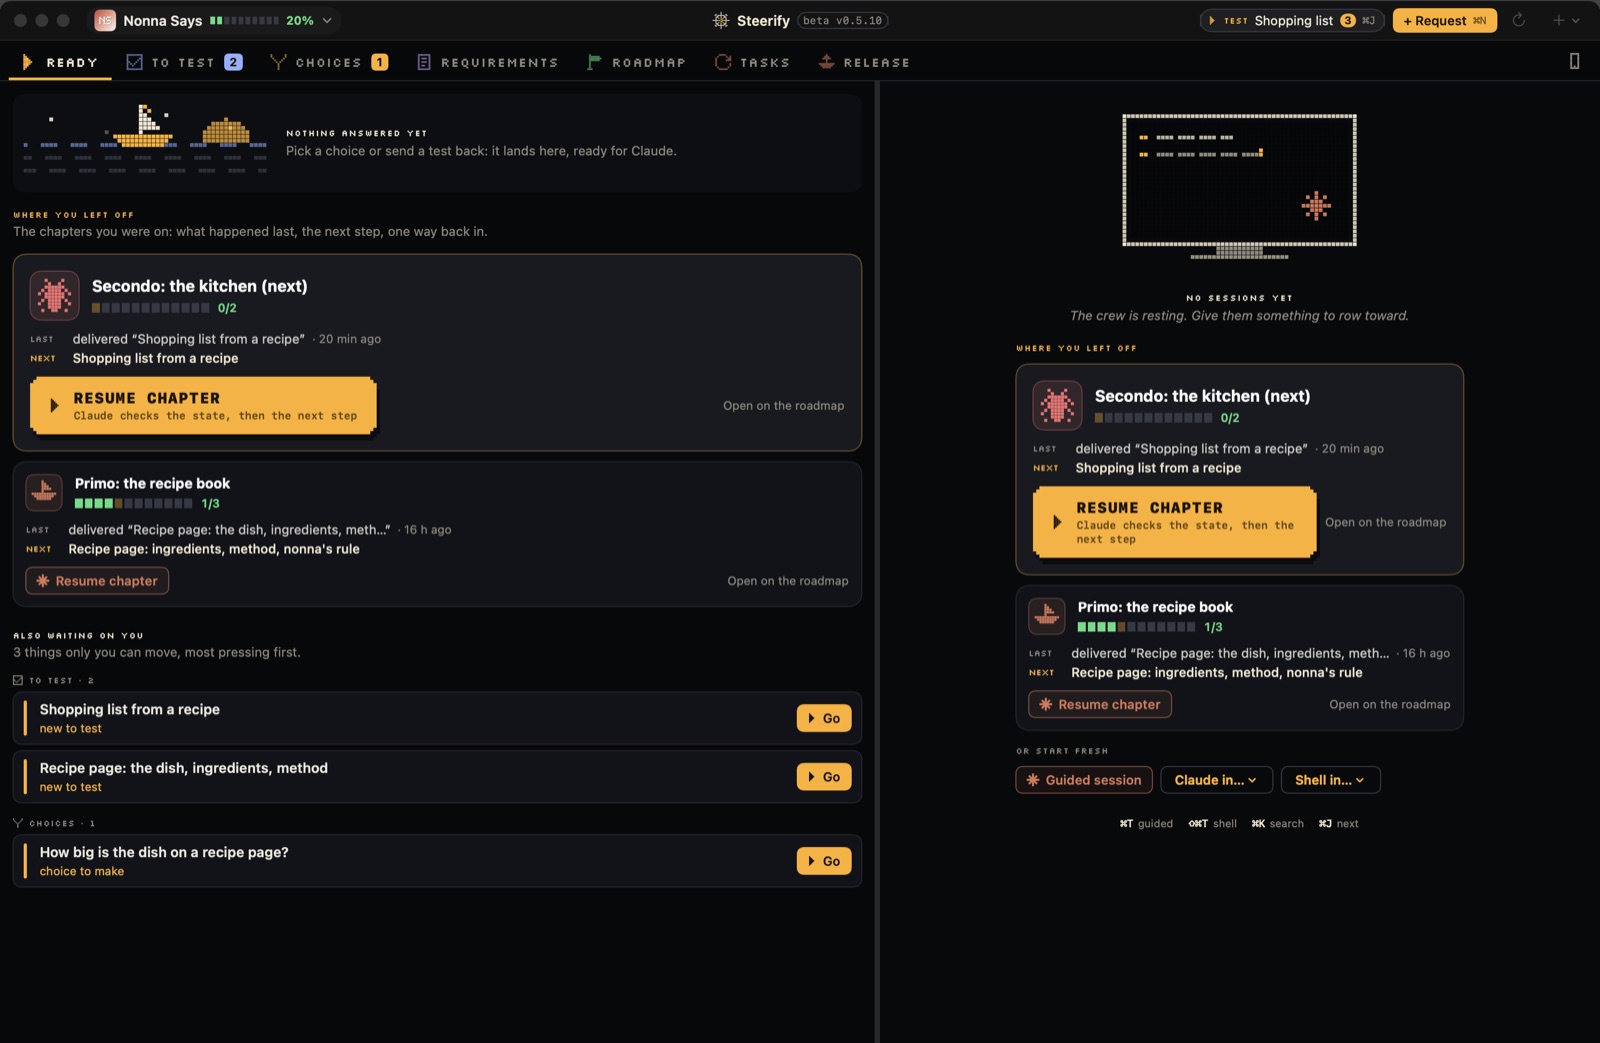 NS Nonna Says 20%
Steerify beta v0.5.10
TEST Shopping list 3 ⌘J
+ Request ⌘N
READY
TO TEST 2
CHOICES 1
REQUIREMENTS
ROADMAP
TASKS
RELEASE
NOTHING ANSWERED YET
Pick a choice or send a test back: it lands here, ready for Claude.
WHERE YOU LEFT OFF
The chapters you were on: what happened last, the next step, one way back in.
Secondo: the kitchen (next)
0/2
LAST delivered “Shopping list from a recipe” · 20 min ago
NEXT Shopping list from a recipe
RESUME CHAPTER
Claude checks the state, then the next step
Open on the roadmap
Primo: the recipe book
1/3
LAST delivered “Recipe page: the dish, ingredients, meth…” · 16 h ago
NEXT Recipe page: ingredients, method, nonna's rule
Resume chapter
Open on the roadmap
ALSO WAITING ON YOU
3 things only you can move, most pressing first.
TO TEST · 2
Shopping list from a recipe
new to test
Go
Recipe page: the dish, ingredients, method
new to test
Go
CHOICES · 1
How big is the dish on a recipe page?
choice to make
Go
NO SESSIONS YET
The crew is resting. Give them something to row toward.
WHERE YOU LEFT OFF
Secondo: the kitchen (next)
0/2
LAST delivered “Shopping list from a recipe” · 20 min ago
NEXT Shopping list from a recipe
RESUME CHAPTER
Claude checks the state, then the
next step
Open on the roadmap
Primo: the recipe book
1/3
LAST delivered “Recipe page: the dish, ingredients, meth… · 16 h ago
NEXT Recipe page: ingredients, method, nonna's rule
Resume chapter
Open on the roadmap
OR START FRESH
Guided session
Claude in...
Shell in...
⌘T guided ⇧⌘T shell ⌘K search ⌘J next